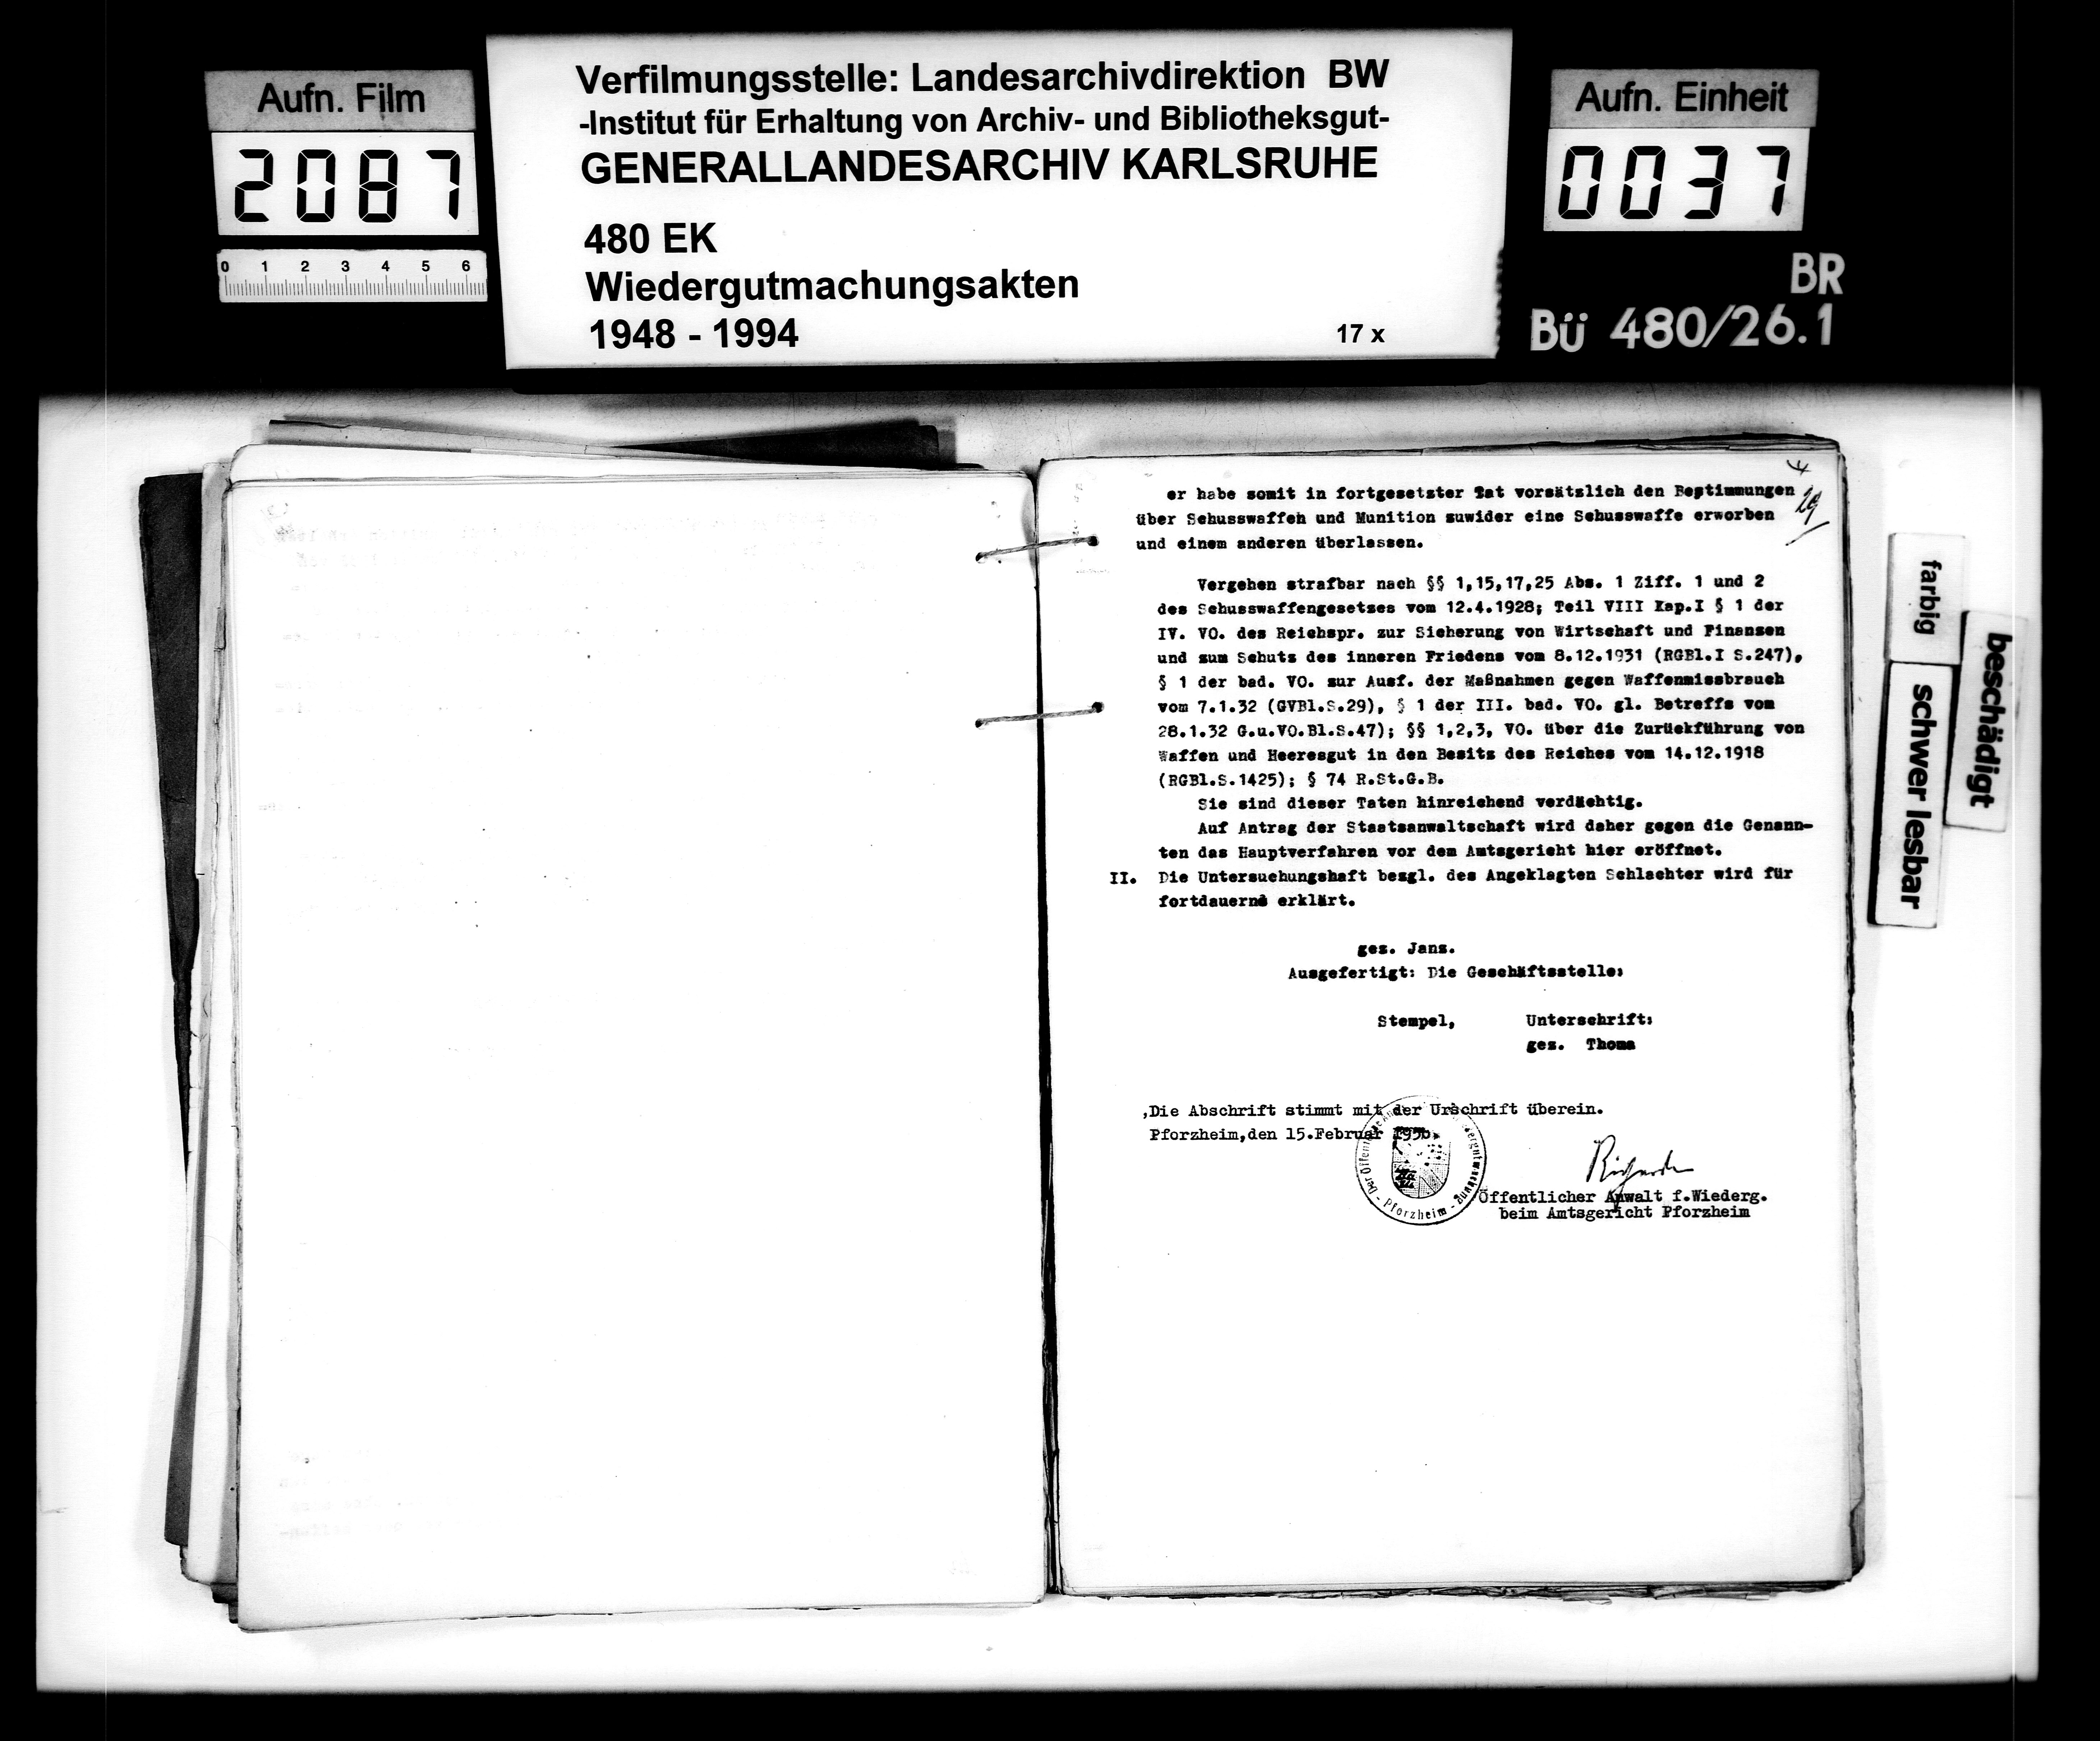 Aufn. Film
2087
0 1 2 3 4 5 6
Verfilmungsstelle: Landesarchivdirektion BW
-Institut für Erhaltung von Archiv- und Bibliotheksgut-
GENERALLANDESARCHIV KARLSRUHE
480 EK
Wiedergutmachungsakten
1948 - 1994
17 x
Aufn. Einheit
0037
BR
Bü 480/26.1
farbig
schwer lesbar
beschädigt
19
er habe somit in fortgesetzter Tat vorsätzlich den Bestimmungen
über Schusswaffen und Munition zuwider eine Schusswaffe erworben
und einem anderen überlassen.
Vergehen strafbar nach §§ 1,15,17,25 Abs. 1 Ziff. 1 und 2
des Schusswaffengesetzes vom 12.4.1928; Teil VIII Kap.I § 1 der
IV. VO. des Reichspr. zur Sicherung von Wirtschaft und Finanzen
und zum Schutz des inneren Friedens vom 8.12.1931 (RGBl.I S.247),
§ 1 der bad. VO. zur Ausf. der Maßnahmen gegen Waffenmissbrauch
vom 7.1.32 (GVBl.S.29), § 1 der III. bad. VO. gl. Betreffs vom
28.1.32 G.u.VO.Bl.S.47); §§ 1,2,3, VO. über die Zurückführung von
Waffen und Heeresgut in den Besitz des Reiches vom 14.12.1918
(RGBl.S.1425); § 74 R.St.G.B.
Sie sind dieser Taten hinreichend verdächtig.
Auf Antrag der Staatsanwaltschaft wird daher gegen die Genann-
ten das Hauptverfahren vor dem Amtsgericht hier eröffnet.
II. Die Untersuchungshaft bezgl. des Angeklagten Schlachter wird für
fortdauernd erklärt.
gez. Janz.
Ausgefertigt: Die Geschäftsstelle:
Stempel, Unterschrift:
gez. Thoma
Die Abschrift stimmt mit der Urschrift überein.
Pforzheim,den 15.Februar
Pforzheim
Öffentlicher Anwalt f.Wiederg.
beim Amtsgericht Pforzheim